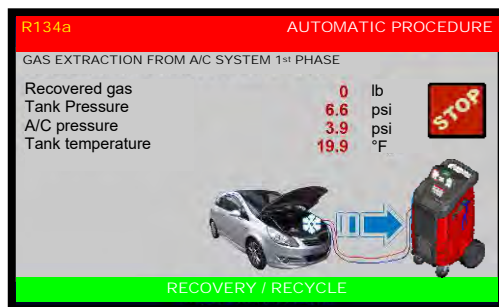 R134a AUTOMATIC PROCEDURE
GAS EXTRACTION FROM A/C SYSTEM 1st PHASE
Recovered gas 0 lb
Tank Pressure 6.6 psi
A/C pressure 3.9 psi
Tank temperature 19.9 °F
STOP
RECOVERY / RECYCLE